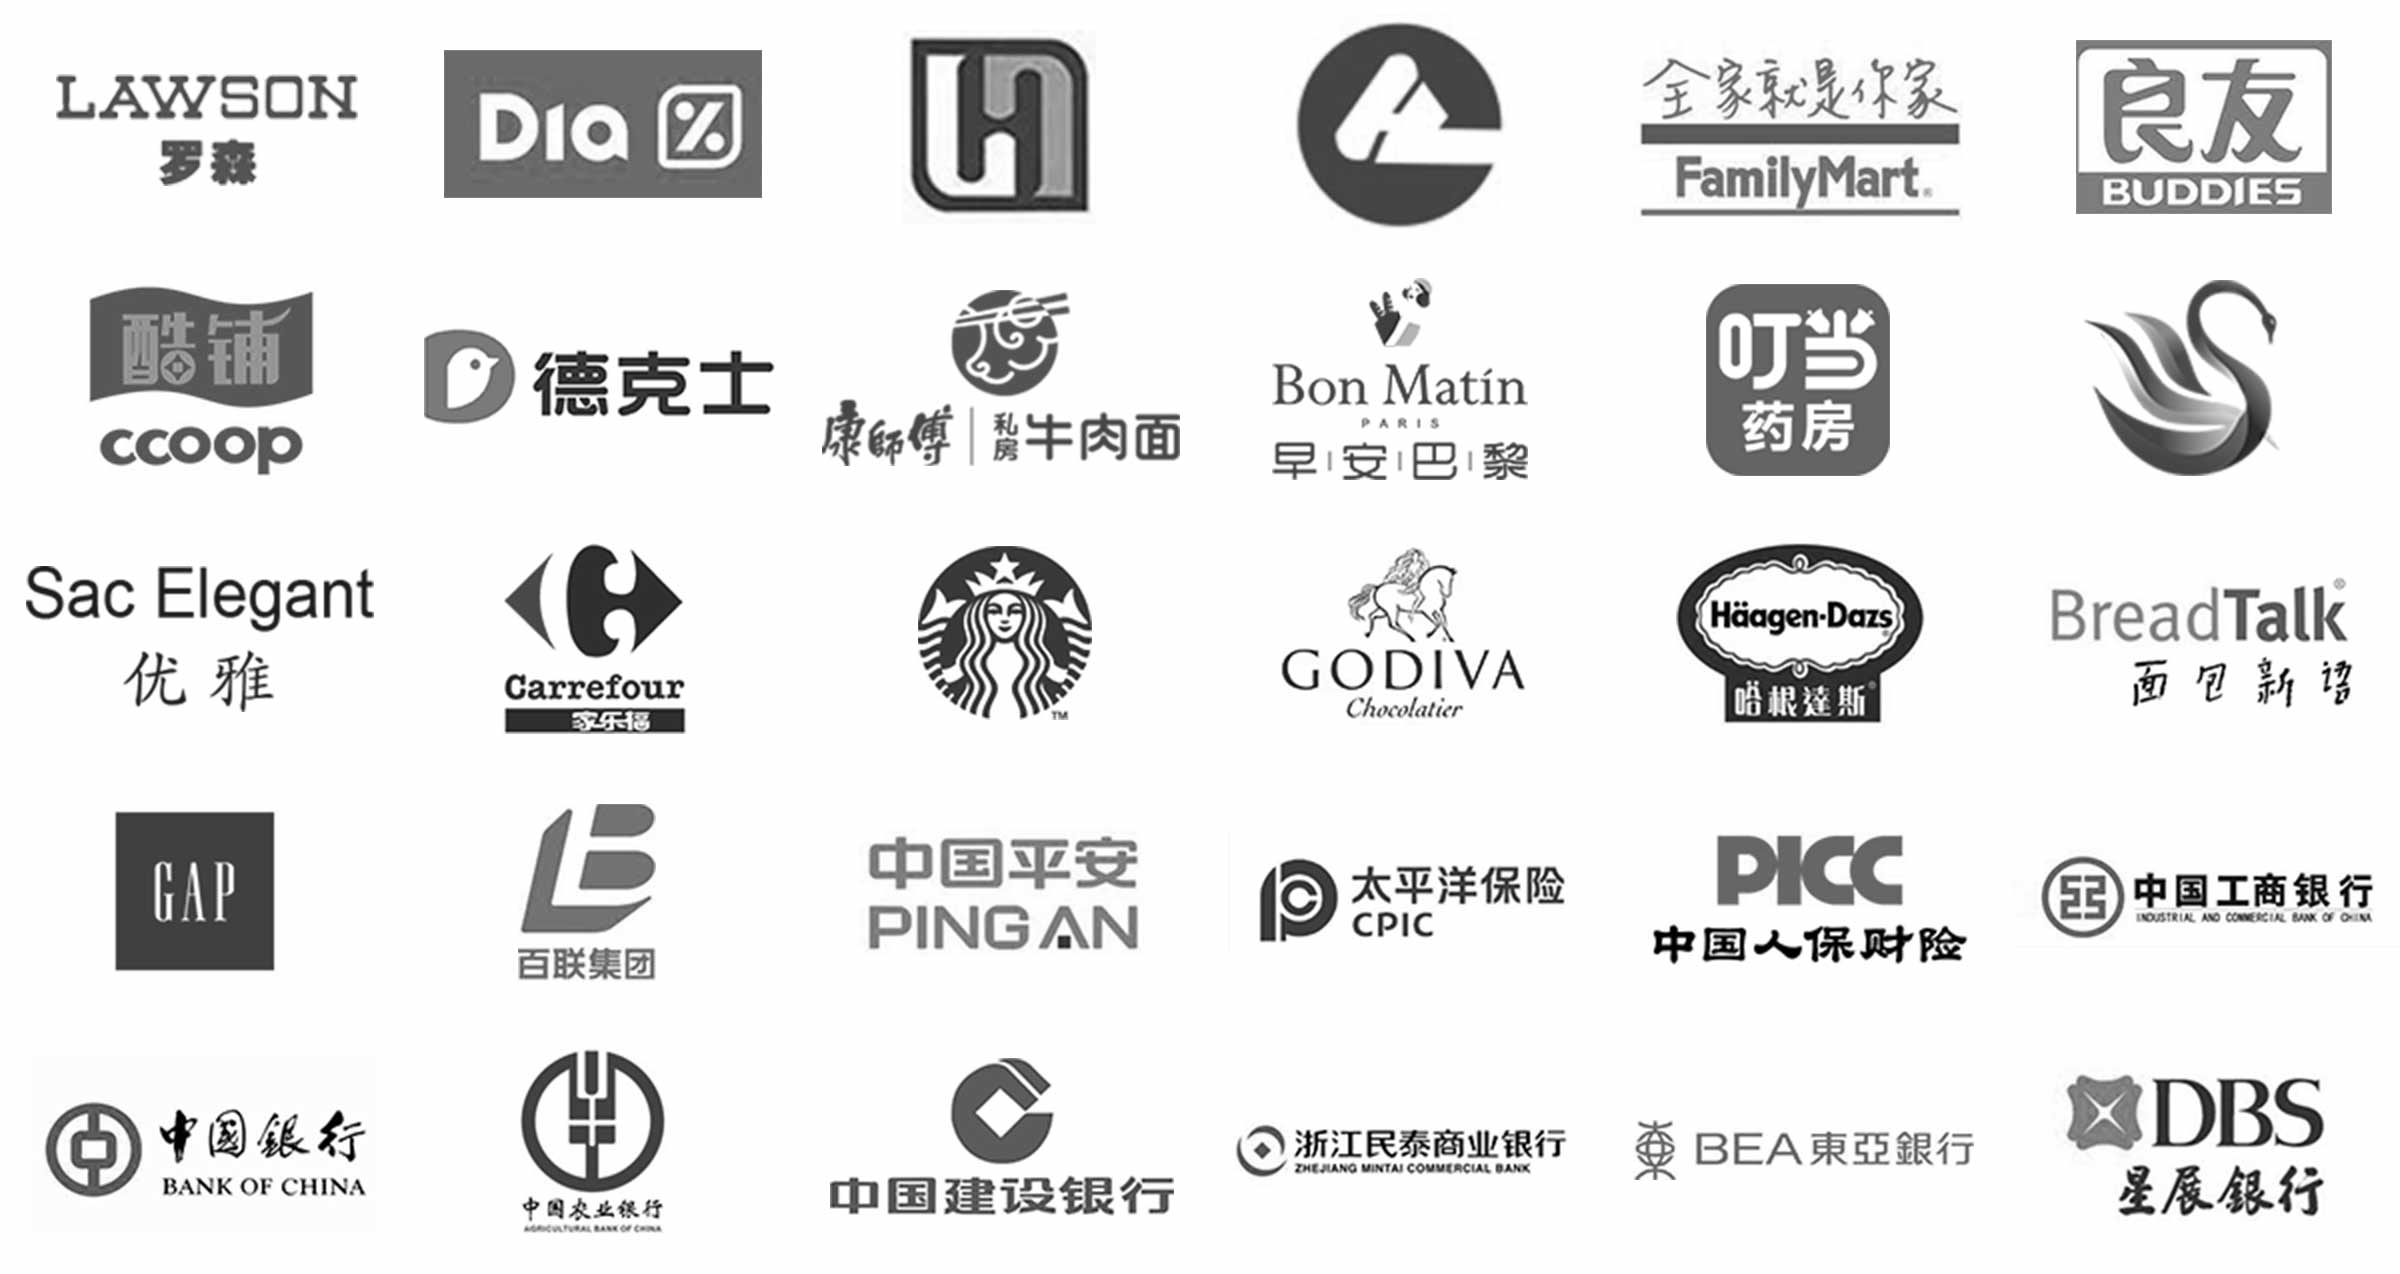 LAWSON
罗森
Dia %
全家就是你家
FamilyMart
良友
BUDDIES
酷铺
ccoop
德克士
康師傅 | 私房牛肉面
Bon Matín
PARIS
早安巴黎
叮当
药房
Sac Elegant
优雅
Carrefour
家乐福
TM
GODIVA
Chocolatier
Häagen-Dazs
哈根達斯
BreadTalk®
面包新语
GAP
百联集团
中国平安
PING AN
太平洋保险
CPIC
PICC
中国人保财险
中国工商银行
INDUSTRIAL AND COMMERCIAL BANK OF CHINA
中國銀行
BANK OF CHINA
中国农业银行
AGRICULTURAL BANK OF CHINA
中国建设银行
浙江民泰商业银行
ZHEJIANG MINTAI COMMERCIAL BANK
BEA東亞銀行
DBS
星展銀行